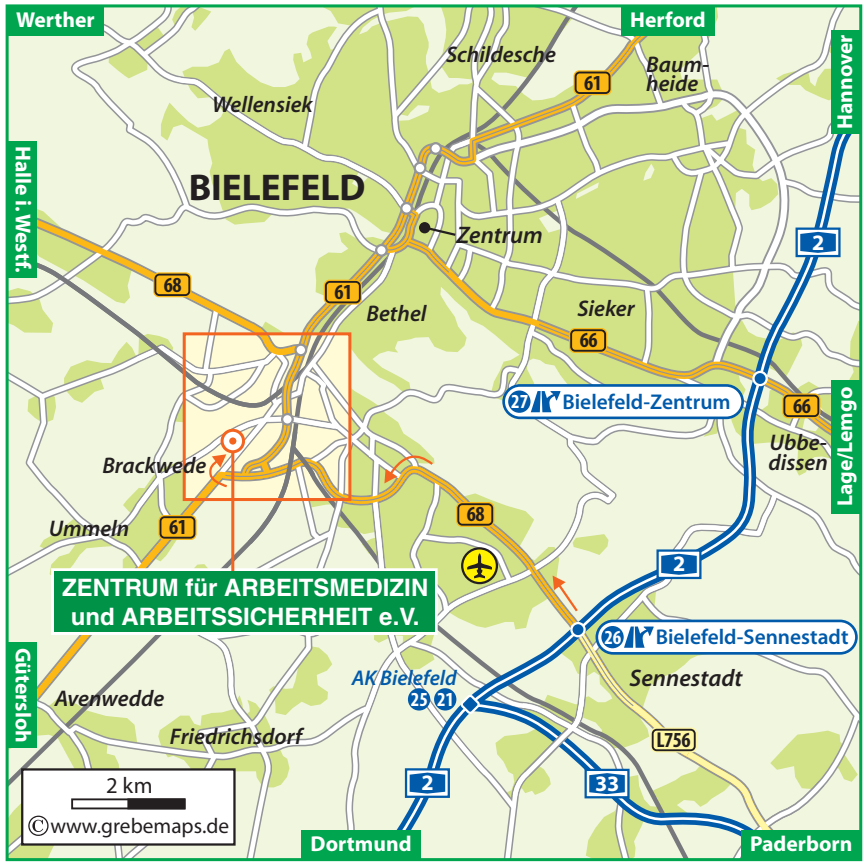 Werther
Herford
Hannover
Schildesche
Baum-
heide
61
Wellensiek
Halle i. Westf.
BIELEFELD
Zentrum
2
68
61
Bethel
Sieker
66
27 Bielefeld-Zentrum
66
Lage/Lemgo
Ubbe-
dissen
Brackwede
68
Ummeln
61
2
ZENTRUM für ARBEITSMEDIZIN
und ARBEITSSICHERHEIT e.V.
26 Bielefeld-Sennestadt
Gütersloh
AK Bielefeld
25 21
Sennestadt
Avenwedde
Friedrichsdorf
L756
2
33
2 km
©www.grebemaps.de
Dortmund
Paderborn